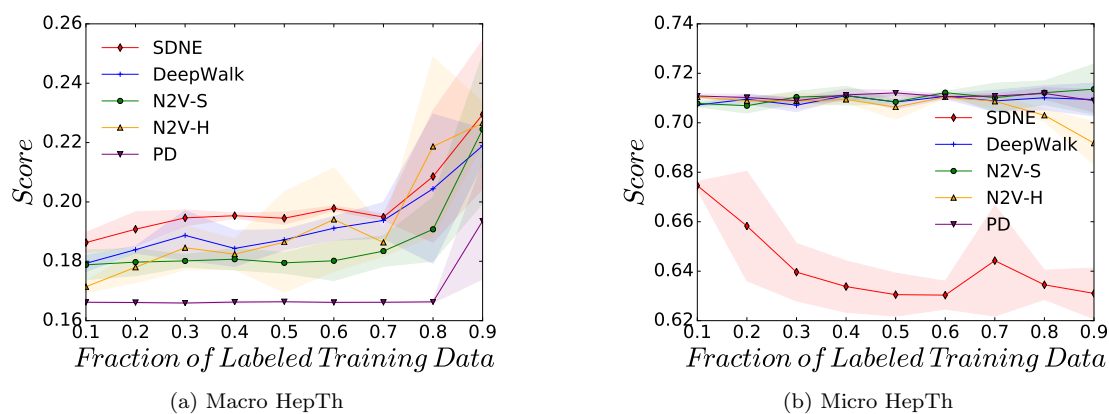 0.26
0.24
0.22
0.20
0.18
0.16
Score
SDNE
DeepWalk
N2V-S
N2V-H
PD
0.1 0.2 0.3 0.4 0.5 0.6 0.7 0.8 0.9
Fraction of Labeled Training Data
(a) Macro HepTh
0.74
0.72
0.70
0.68
0.66
0.64
0.62
Score
SDNE
DeepWalk
N2V-S
N2V-H
PD
0.1 0.2 0.3 0.4 0.5 0.6 0.7 0.8 0.9
Fraction of Labeled Training Data
(b) Micro HepTh